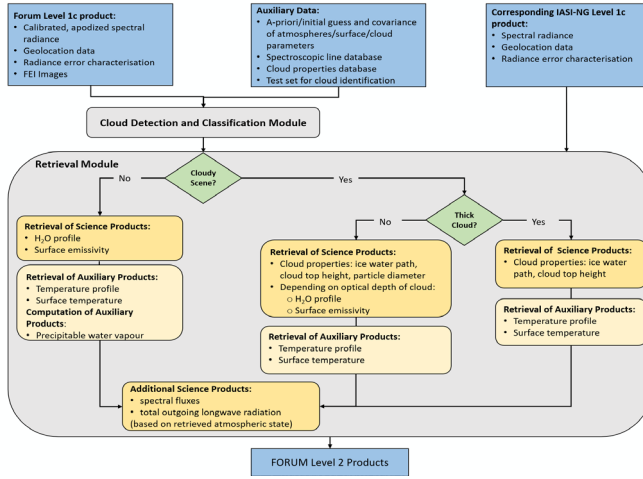 Forum Level 1c product:
• Calibrated, apodized spectral
radiance
• Geolocation data
• Radiance error characterisation
• FEI Images
Auxiliary Data:
• A-priori/initial guess and covariance
of atmospheres/surface/cloud
parameters
• Spectroscopic line database
• Cloud properties database
• Test set for cloud identification
Corresponding IASI-NG Level 1c
product:
• Spectral radiance
• Geolocation data
• Radiance error characterisation
Cloud Detection and Classification Module
Retrieval Module
Cloudy
Scene?
No
Yes
Thick
Cloud?
No
Yes
Retrieval of Science Products:
• H₂O profile
• Surface emissivity
Retrieval of Auxiliary Products:
• Temperature profile
• Surface temperature
Computation of Auxiliary
Products:
• Precipitable water vapour
Retrieval of Science Products:
• Cloud properties: ice water path,
cloud top height, particle diameter
• Depending on optical depth of cloud:
o H₂O profile
o Surface emissivity
Retrieval of Auxiliary Products:
• Temperature profile
• Surface temperature
Retrieval of Science Products:
• Cloud properties: ice water
path, cloud top height
Retrieval of Auxiliary Products:
• Temperature profile
• Surface temperature
Additional Science Products:
• spectral fluxes
• total outgoing longwave radiation
(based on retrieved atmospheric state)
FORUM Level 2 Products